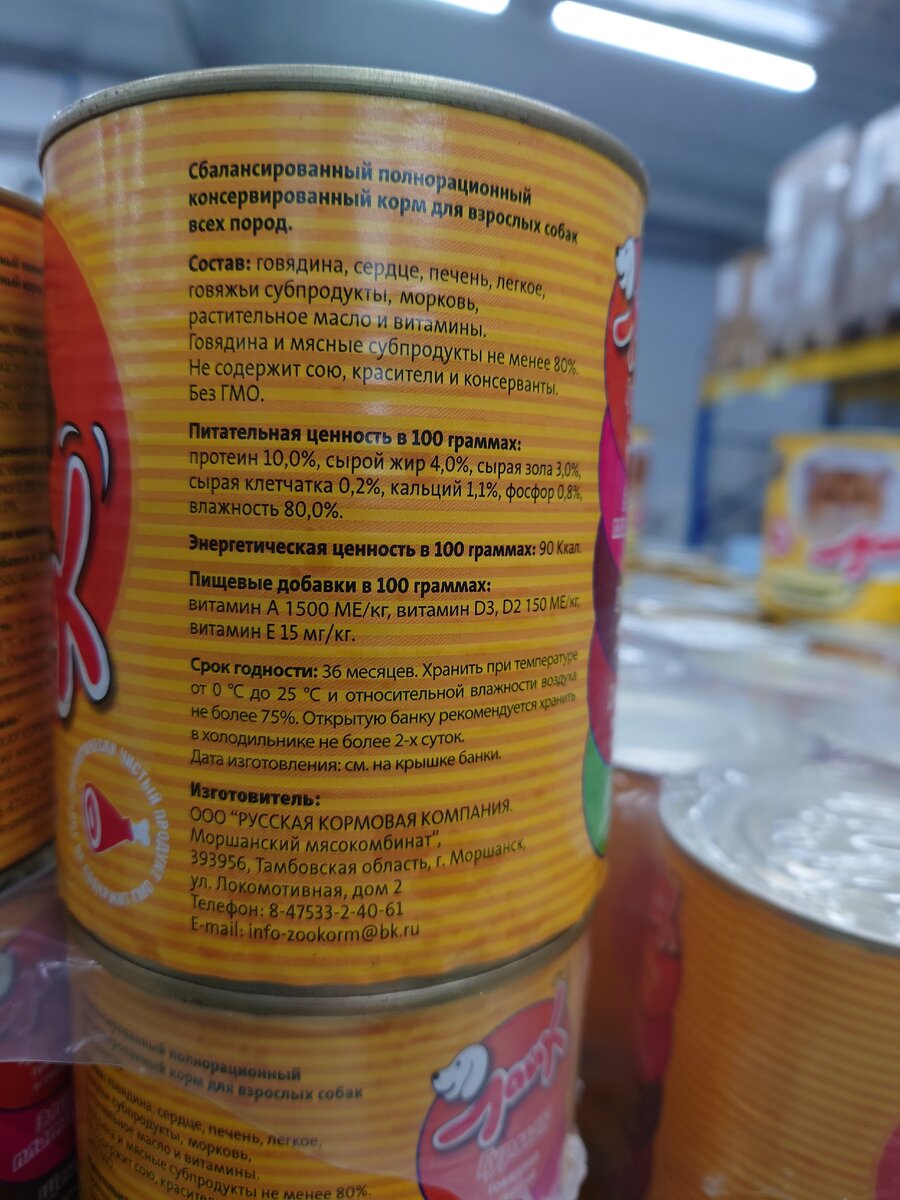 Сбалансированный полнорационный
консервированный корм для взрослых собак
всех пород.
Состав: говядина, сердце, печень, легкое,
говяжьи субпродукты, морковь,
растительное масло и витамины.
Говядина и мясные субпродукты не менее 80%.
Не содержит сою, красители и консерванты.
Без ГМО.
Питательная ценность в 100 граммах:
протеин 10,0%, сырой жир 4,0%, сырая зола 3,0%,
сырая клетчатка 0,2%, кальций 1,1%, фосфор 0,8%,
влажность 80,0%.
Энергетическая ценность в 100 граммах: 90 Ккал.
Пищевые добавки в 100 граммах:
витамин А 1500 МЕ/кг, витамин D3, D2 150 МЕ/кг,
витамин Е 15 мг/кг.
Срок годности: 36 месяцев. Хранить при температуре
от 0 °С до 25 °С и относительной влажности воздуха
не более 75%. Открытую банку рекомендуется хранить
в холодильнике не более 2-х суток.
Дата изготовления: см. на крышке банки.
Изготовитель:
ООО "РУССКАЯ КОРМОВАЯ КОМПАНИЯ.
Моршанский мясокомбинат",
393956, Тамбовская область, г. Моршанск,
ул. Локомотивная, дом 2
Телефон: 8-47533-2-40-61
E-mail: info-zookorm@bk.ru
чистый продукт
полнорационный
корм для взрослых собак
говядина, сердце, печень, легкое,
субпродукты, морковь,
масло и витамины.
и мясные субпродукты не менее 80%.